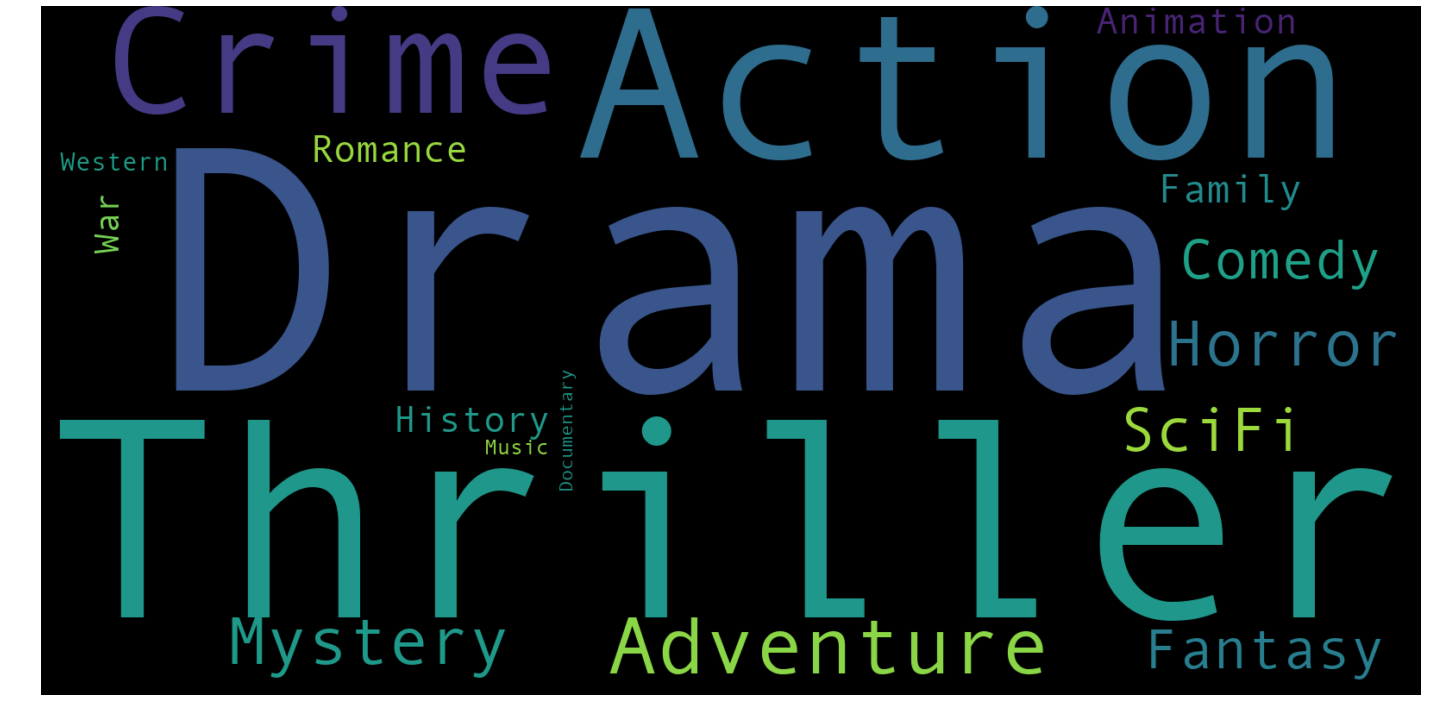 Crime
Action
Animation
Romance
Western
Drama
Family
War
Comedy
Horror
History
SciFi
Music
Documentary
Thriller
Mystery
Adventure
Fantasy